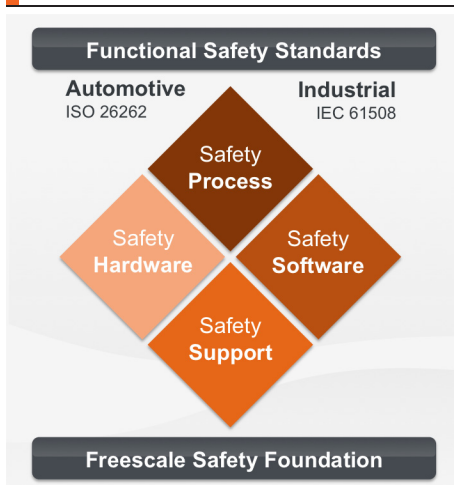 Functional Safety Standards
Automotive
ISO 26262
Industrial
IEC 61508
Safety
Process
Safety
Hardware
Safety
Software
Safety
Support
Freescale Safety Foundation